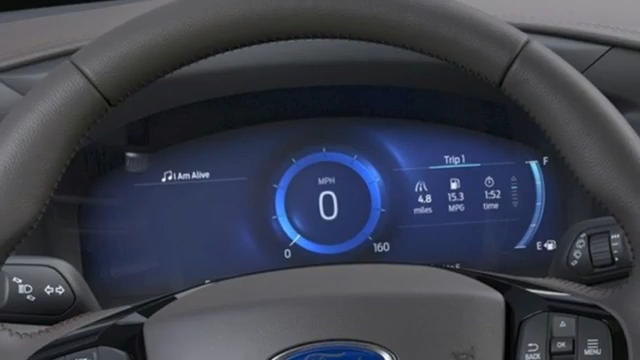 I Am Alive
MPH
0
0
160
Trip 1
4.8 15.3 1:52
miles MPG time
F
E
BACK
OK
MENU
Ford